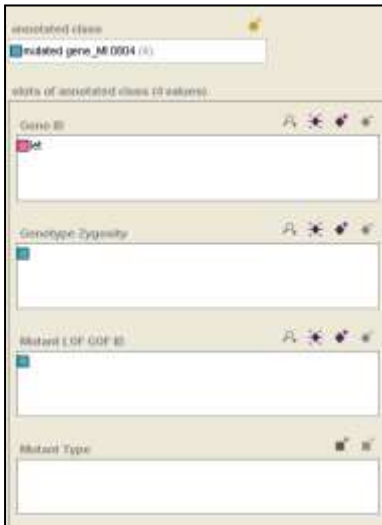 annotated class
mutated gene_MI:0804 (4)
slots of annotated class (4 values)
Gene ID
let
Genotype Zygosity
Mutant LOF GOF ID
Mutant Type